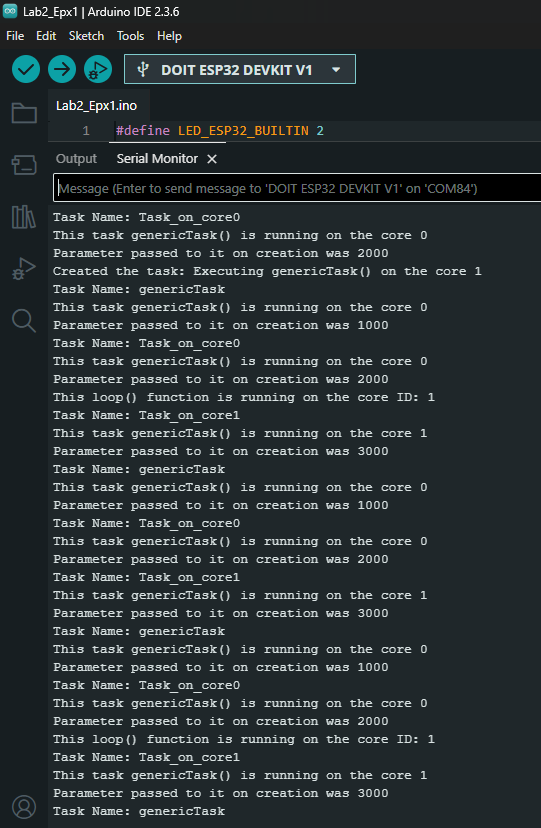 Lab2_Epx1 | Arduino IDE 2.3.6
File Edit Sketch Tools Help
DOIT ESP32 DEVKIT V1
Lab2_Epx1.ino
1 #define LED_ESP32_BUILTIN 2
Output Serial Monitor
Message (Enter to send message to 'DOIT ESP32 DEVKIT V1' on 'COM84')
Task Name: Task_on_core0
This task genericTask() is running on the core 0
Parameter passed to it on creation was 2000
Created the task: Executing genericTask() on the core 1
Task Name: genericTask
This task genericTask() is running on the core 0
Parameter passed to it on creation was 1000
Task Name: Task_on_core0
This task genericTask() is running on the core 0
Parameter passed to it on creation was 2000
This loop() function is running on the core ID: 1
Task Name: Task_on_core1
This task genericTask() is running on the core 1
Parameter passed to it on creation was 3000
Task Name: genericTask
This task genericTask() is running on the core 0
Parameter passed to it on creation was 1000
Task Name: Task_on_core0
This task genericTask() is running on the core 0
Parameter passed to it on creation was 2000
Task Name: Task_on_core1
This task genericTask() is running on the core 1
Parameter passed to it on creation was 3000
Task Name: genericTask
This task genericTask() is running on the core 0
Parameter passed to it on creation was 1000
Task Name: Task_on_core0
This task genericTask() is running on the core 0
Parameter passed to it on creation was 2000
This loop() function is running on the core ID: 1
Task Name: Task_on_core1
This task genericTask() is running on the core 1
Parameter passed to it on creation was 3000
Task Name: genericTask